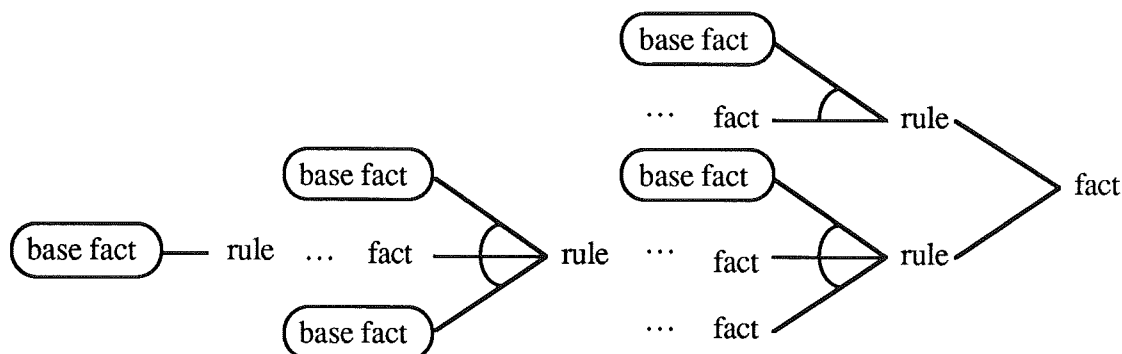 base fact
... fact rule
base fact base fact fact
base fact rule ... fact rule ... fact rule
base fact ... fact